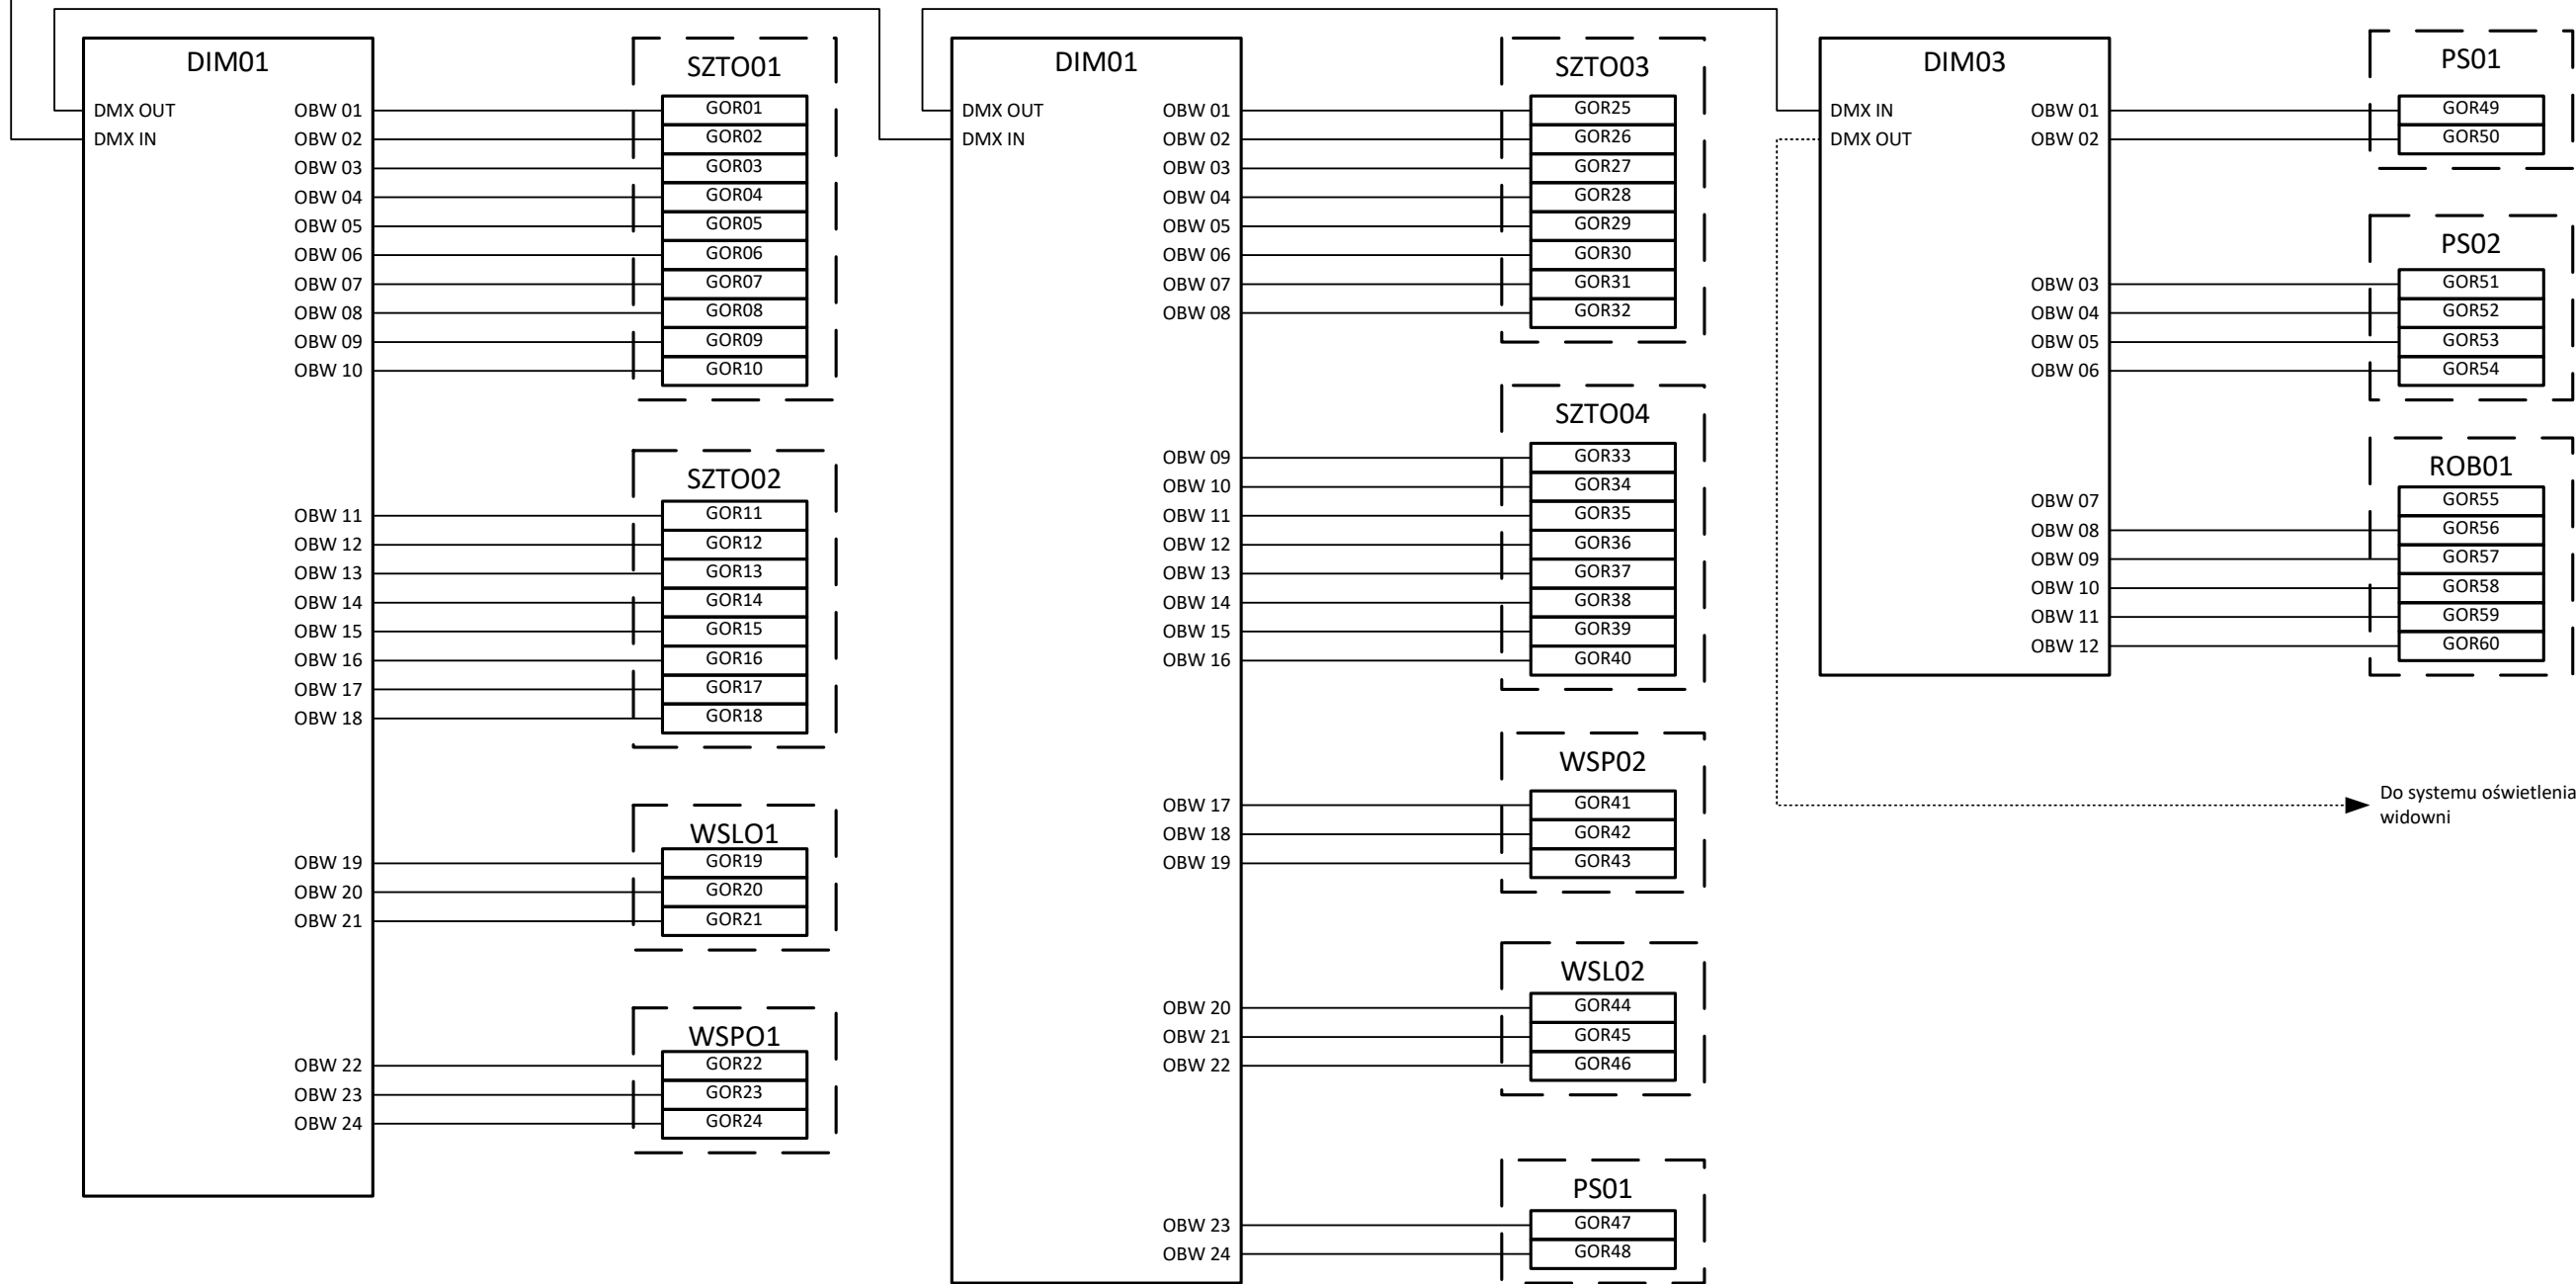 DIM01
DMX OUT
DMX IN
OBW 01
OBW 02
OBW 03
OBW 04
OBW 05
OBW 06
OBW 07
OBW 08
OBW 09
OBW 10
OBW 11
OBW 12
OBW 13
OBW 14
OBW 15
OBW 16
OBW 17
OBW 18
OBW 19
OBW 20
OBW 21
OBW 22
OBW 23
OBW 24
SZTO01
GOR01
GOR02
GOR03
GOR04
GOR05
GOR06
GOR07
GOR08
GOR09
GOR10
SZTO02
GOR11
GOR12
GOR13
GOR14
GOR15
GOR16
GOR17
GOR18
WSLO1
GOR19
GOR20
GOR21
WSPO1
GOR22
GOR23
GOR24
DIM01
DMX OUT
DMX IN
OBW 01
OBW 02
OBW 03
OBW 04
OBW 05
OBW 06
OBW 07
OBW 08
OBW 09
OBW 10
OBW 11
OBW 12
OBW 13
OBW 14
OBW 15
OBW 16
OBW 17
OBW 18
OBW 19
OBW 20
OBW 21
OBW 22
OBW 23
OBW 24
SZTO03
GOR25
GOR26
GOR27
GOR28
GOR29
GOR30
GOR31
GOR32
SZTO04
GOR33
GOR34
GOR35
GOR36
GOR37
GOR38
GOR39
GOR40
WSP02
GOR41
GOR42
GOR43
WSL02
GOR44
GOR45
GOR46
PS01
GOR47
GOR48
DIM03
DMX IN
DMX OUT
OBW 01
OBW 02
OBW 03
OBW 04
OBW 05
OBW 06
OBW 07
OBW 08
OBW 09
OBW 10
OBW 11
OBW 12
PS01
GOR49
GOR50
PS02
GOR51
GOR52
GOR53
GOR54
ROB01
GOR55
GOR56
GOR57
GOR58
GOR59
GOR60
Do systemu oświetlenia
widowni